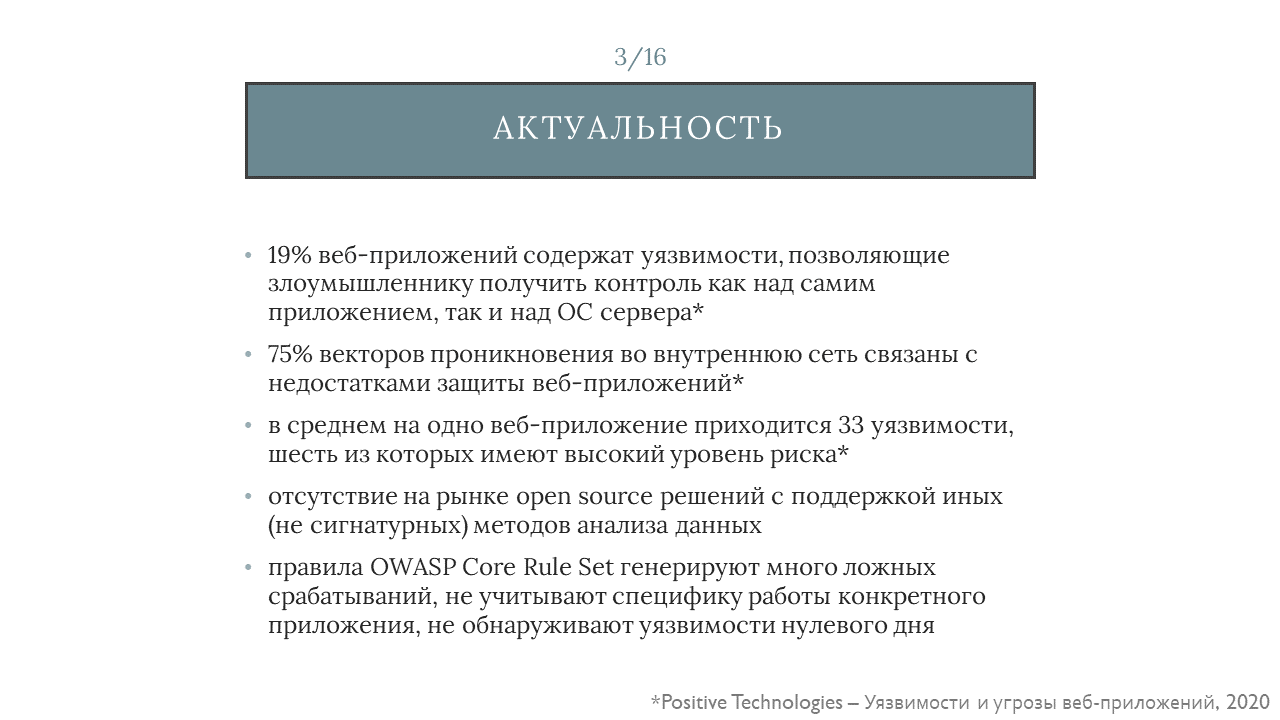 3/16
АКТУАЛЬНОСТЬ
• 19% веб-приложений содержат уязвимости, позволяющие
злоумышленнику получить контроль как над самим
приложением, так и над ОС сервера*
• 75% векторов проникновения во внутреннюю сеть связаны с
недостатками защиты веб-приложений*
• в среднем на одно веб-приложение приходится 33 уязвимости,
шесть из которых имеют высокий уровень риска*
• отсутствие на рынке open source решений с поддержкой иных
(не сигнатурных) методов анализа данных
• правила OWASP Core Rule Set генерируют много ложных
срабатываний, не учитывают специфику работы конкретного
приложения, не обнаруживают уязвимости нулевого дня
*Positive Technologies – Уязвимости и угрозы веб-приложений, 2020